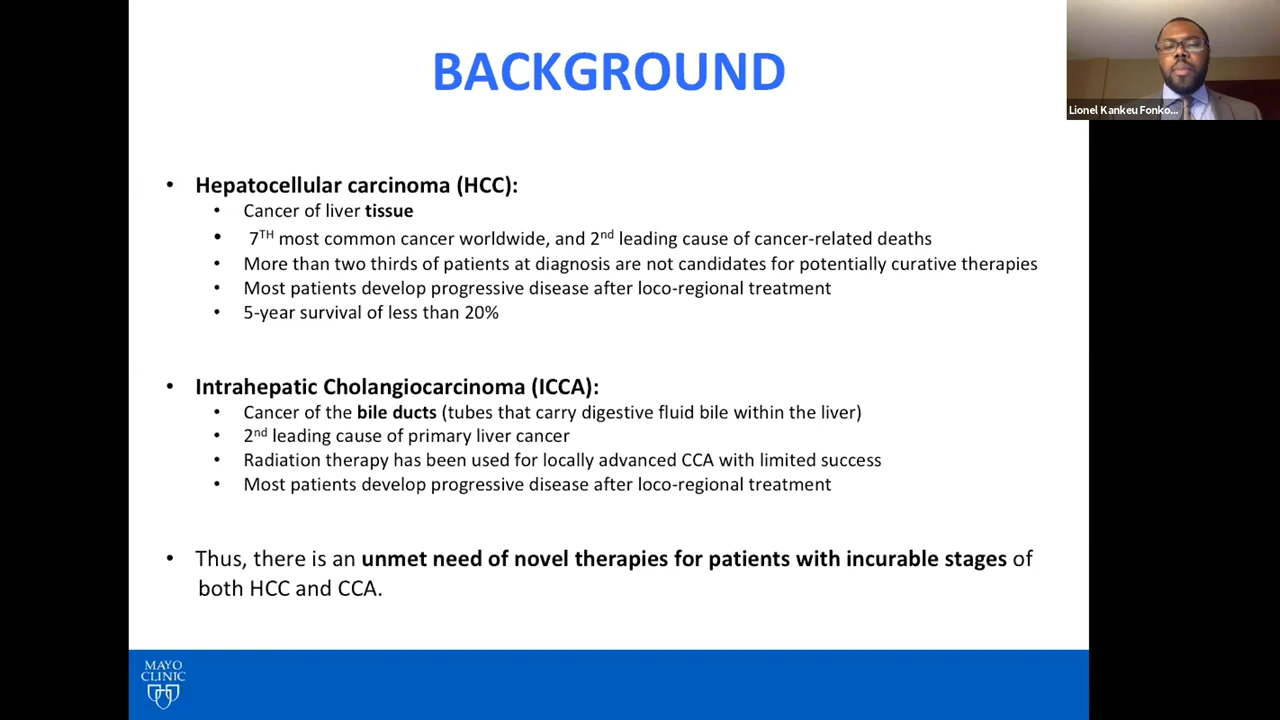 BACKGROUND
Lionel Kankeu Fonko...
• Hepatocellular carcinoma (HCC):
• Cancer of liver tissue
• 7TH most common cancer worldwide, and 2nd leading cause of cancer-related deaths
• More than two thirds of patients at diagnosis are not candidates for potentially curative therapies
• Most patients develop progressive disease after loco-regional treatment
• 5-year survival of less than 20%
• Intrahepatic Cholangiocarcinoma (ICCA):
• Cancer of the bile ducts (tubes that carry digestive fluid bile within the liver)
• 2nd leading cause of primary liver cancer
• Radiation therapy has been used for locally advanced CCA with limited success
• Most patients develop progressive disease after loco-regional treatment
• Thus, there is an unmet need of novel therapies for patients with incurable stages of
both HCC and CCA.
MAYO
CLINIC